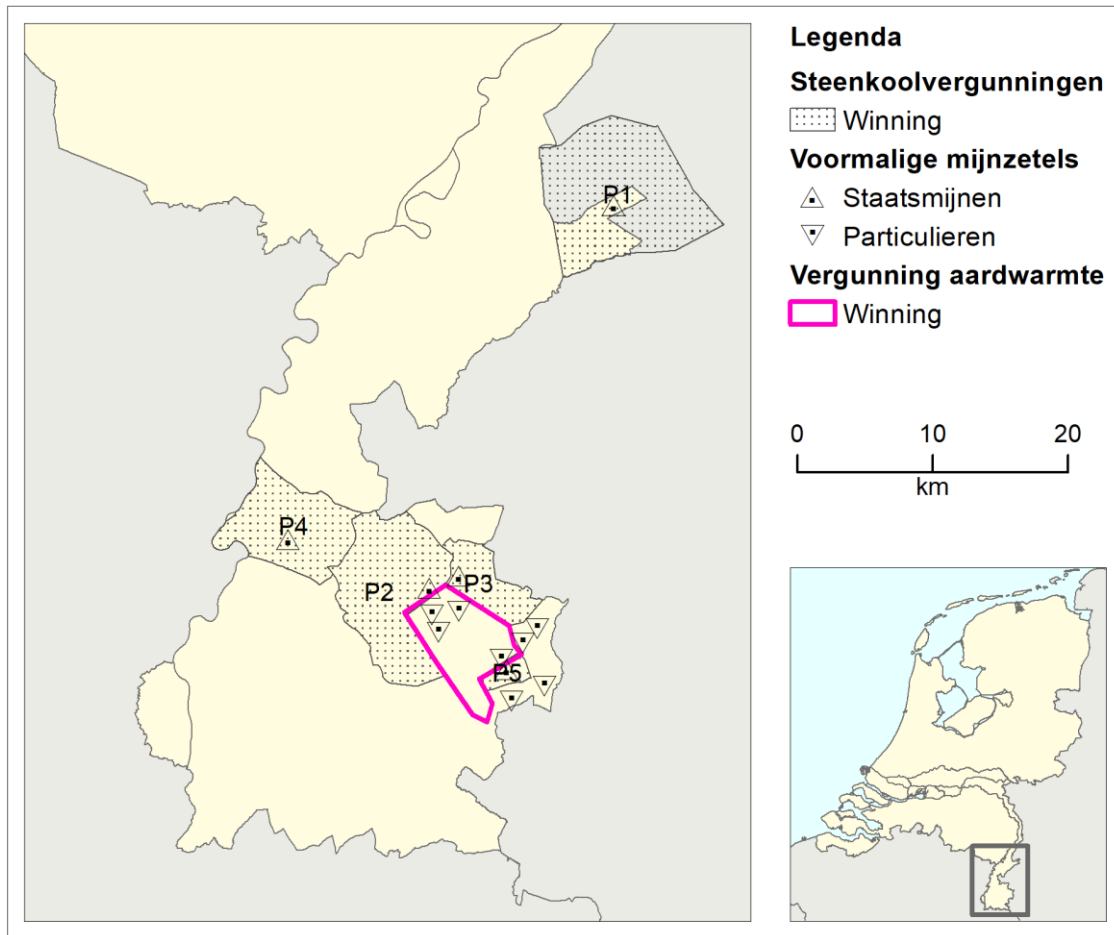 Legenda
Steenkoolvergunningen
Winning
Voormalige mijnzetels
Staatsmijnen
Particulieren
Vergunning aardwarmte
Winning
0 10 20
km
P1
P4
P2 P3
P5